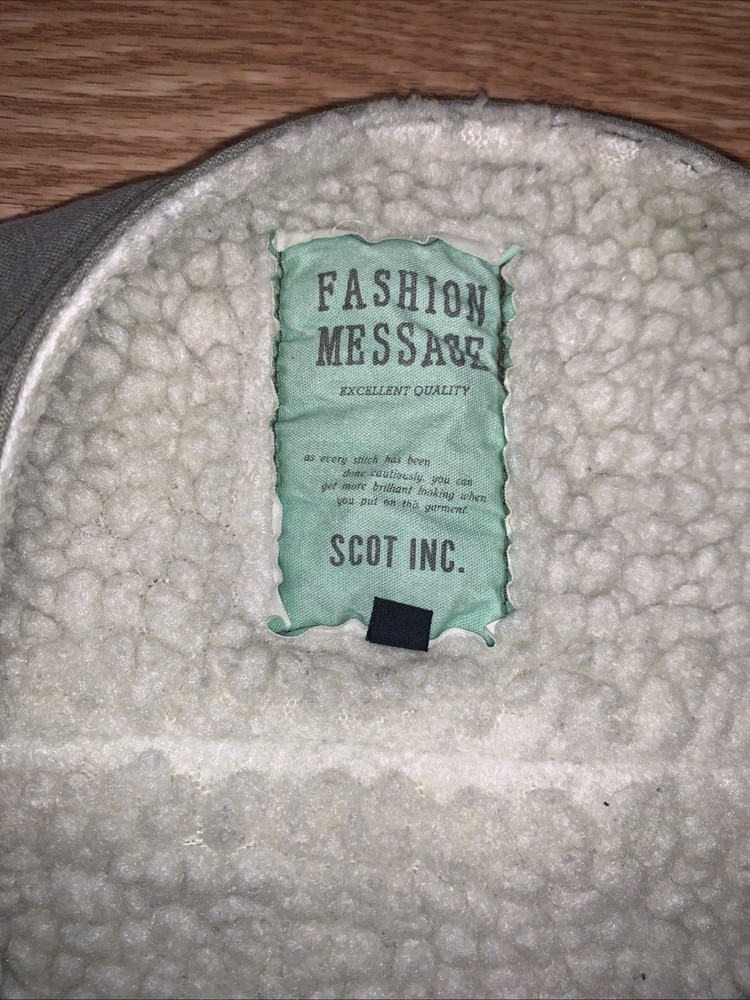 FASHION
MESSAGE
EXCELLENT QUALITY
as every stitch has been
done cautiously. you can
get more brilliant looking when
you put on this garment
SCOT INC.